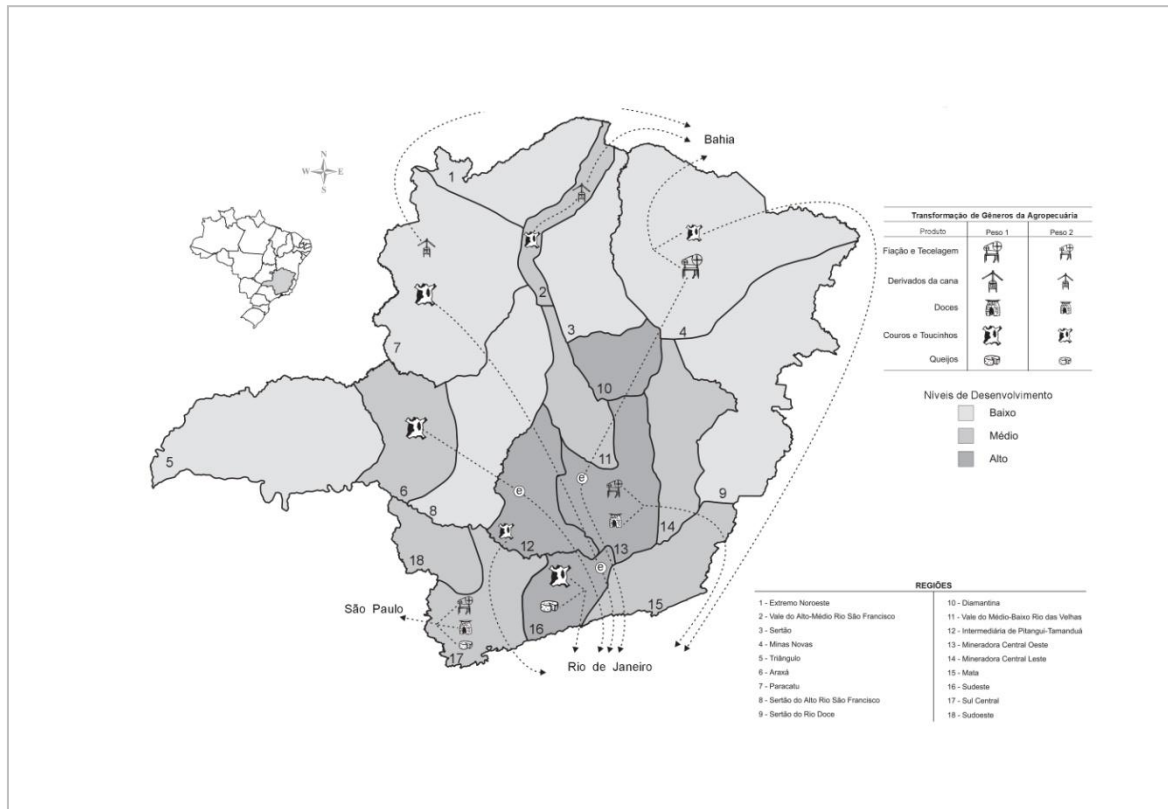 N
W E
S
Bahia
1
2
3
4
5
6
7
8
9
10
11
12
13
14
15
16
17
18
e
e
e
São Paulo
Rio de Janeiro
Transformação de Gêneros da Agropecuária
Produto Peso 1 Peso 2
Fiação e Tecelagem
Derivados da cana
Doces
Couros e Toucinhos
Queijos
Níveis de Desenvolvimento
Baixo
Médio
Alto
REGIÕES
1 - Extremo Noroeste
2 - Vale do Alto-Médio Rio São Francisco
3 - Sertão
4 - Minas Novas
5 - Triângulo
6 - Araxá
7 - Paracatu
8 - Sertão do Alto Rio São Francisco
9 - Sertão do Rio Doce
10 - Diamantina
11 - Vale do Médio-Baixo Rio das Velhas
12 - Intermediária de Pitangui-Tamanduá
13 - Mineradora Central Oeste
14 - Mineradora Central Leste
15 - Mata
16 - Sudeste
17 - Sul Central
18 - Sudoeste